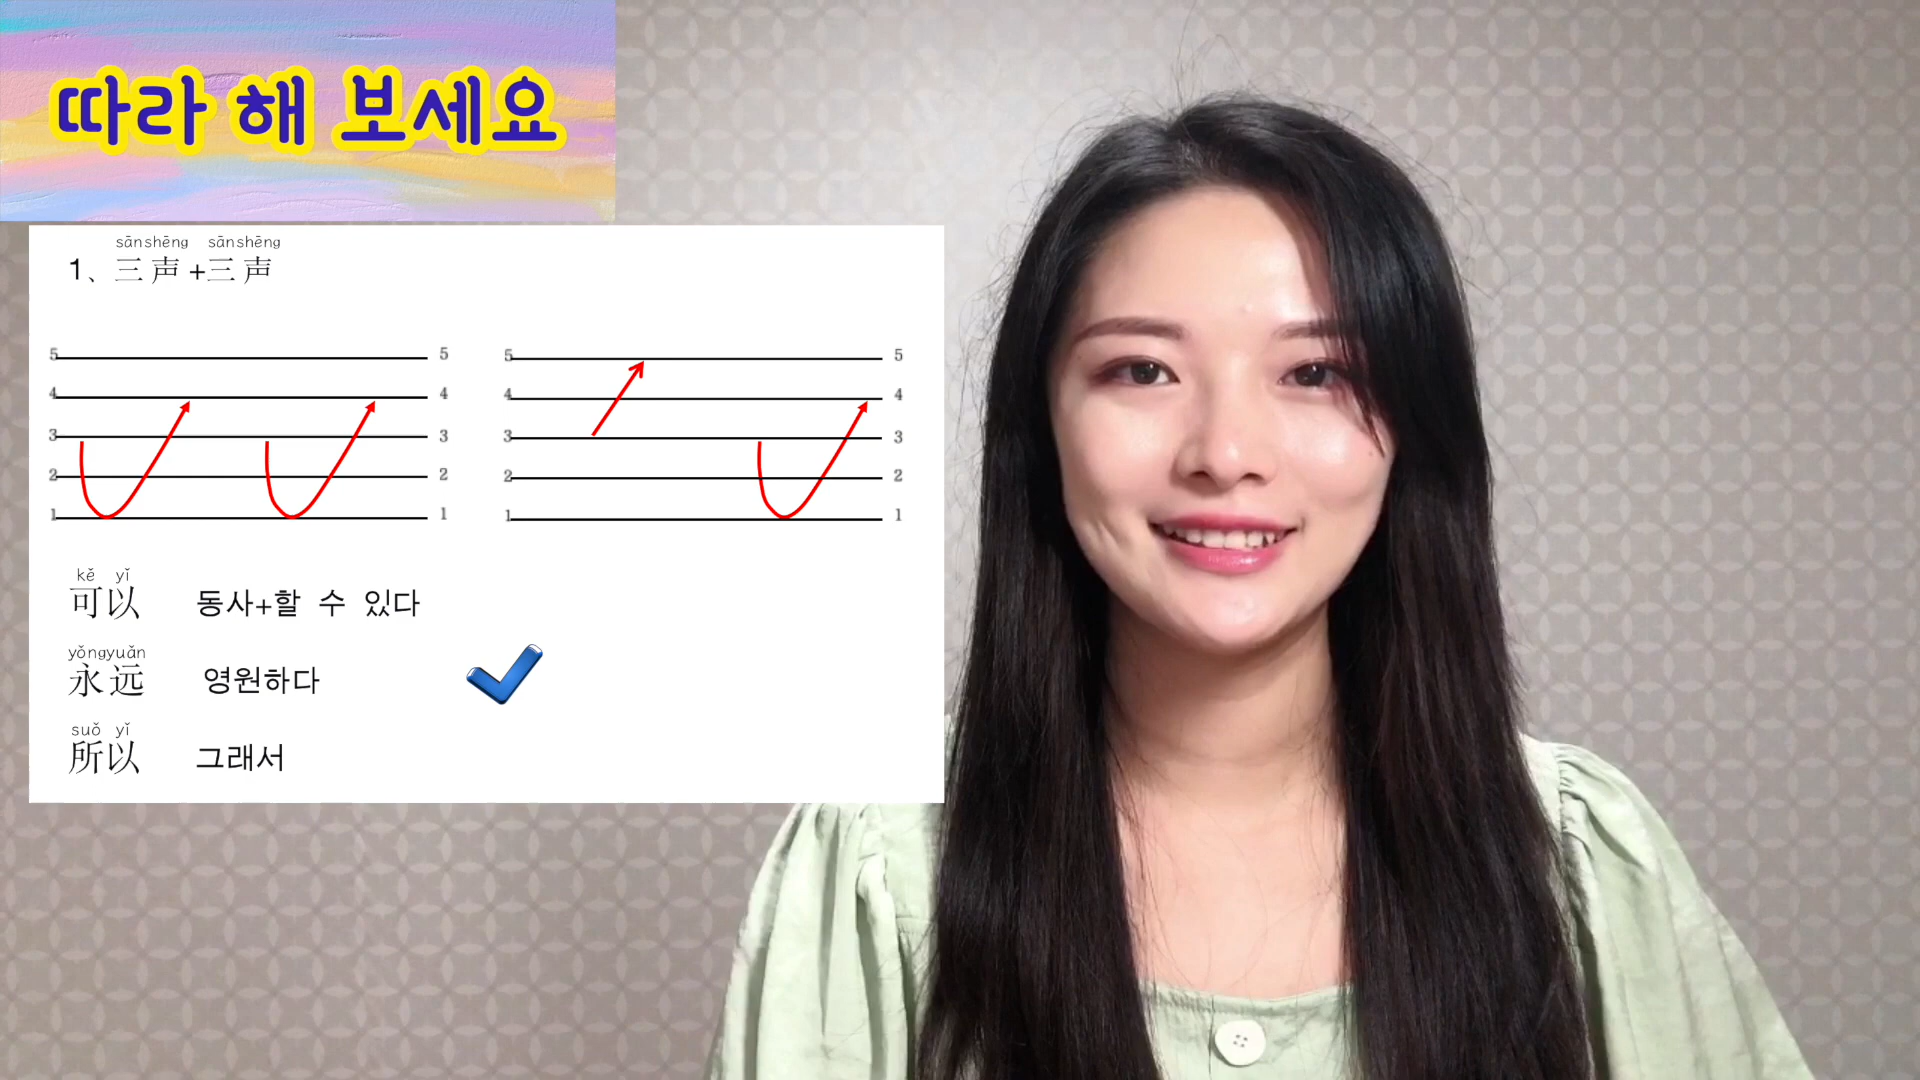 따라 해 보세요
sānshēng sānshēng
1、三声+三声
5 5 5 5
4 4 4 4
3 3 3 3
2 2 2 2
1 1 1 1
kě yǐ
可以 동사+할 수 있다
yǒngyuǎn
永远 영원하다
suǒ yǐ
所以 그래서